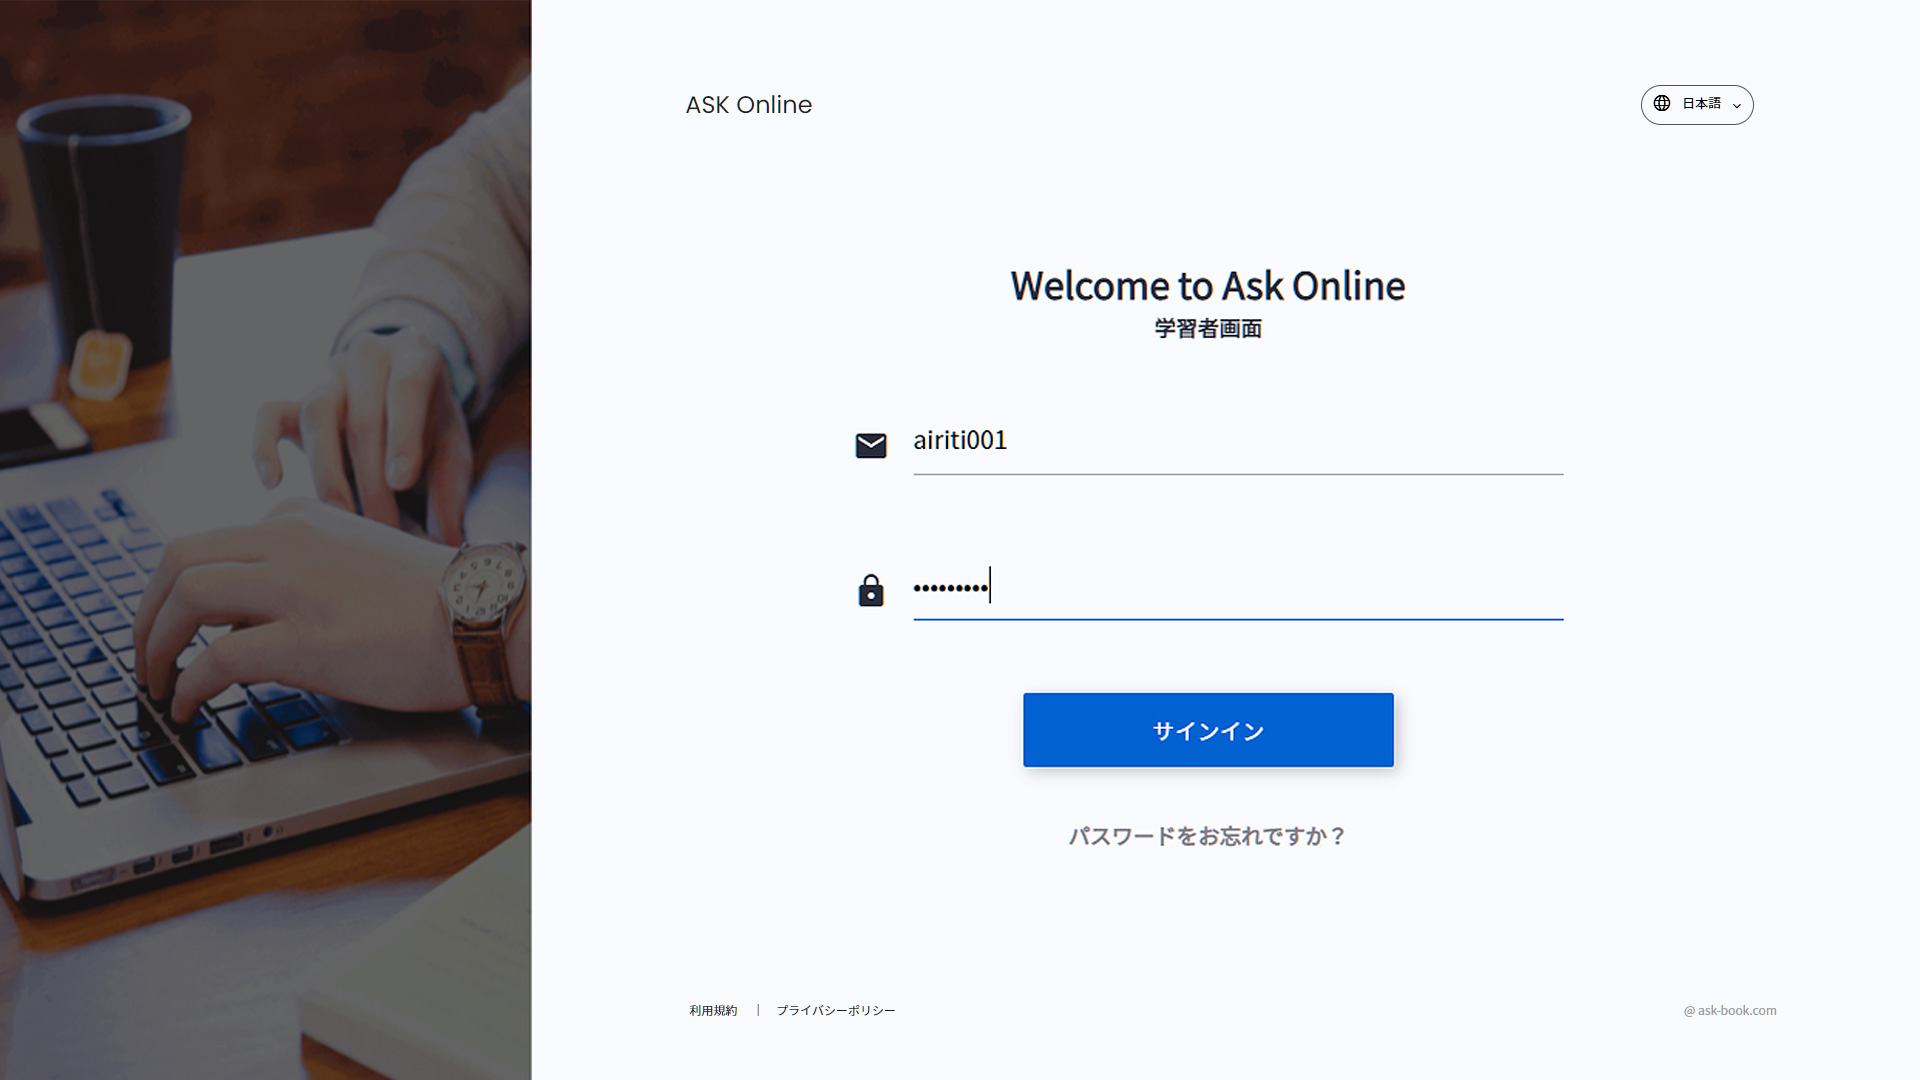 ASK Online
日本語
Welcome to Ask Online
学習者画面
airiti001
•••••••••
サインイン
パスワードをお忘れですか？
利用規約 | プライバシーポリシー
@ ask-book.com